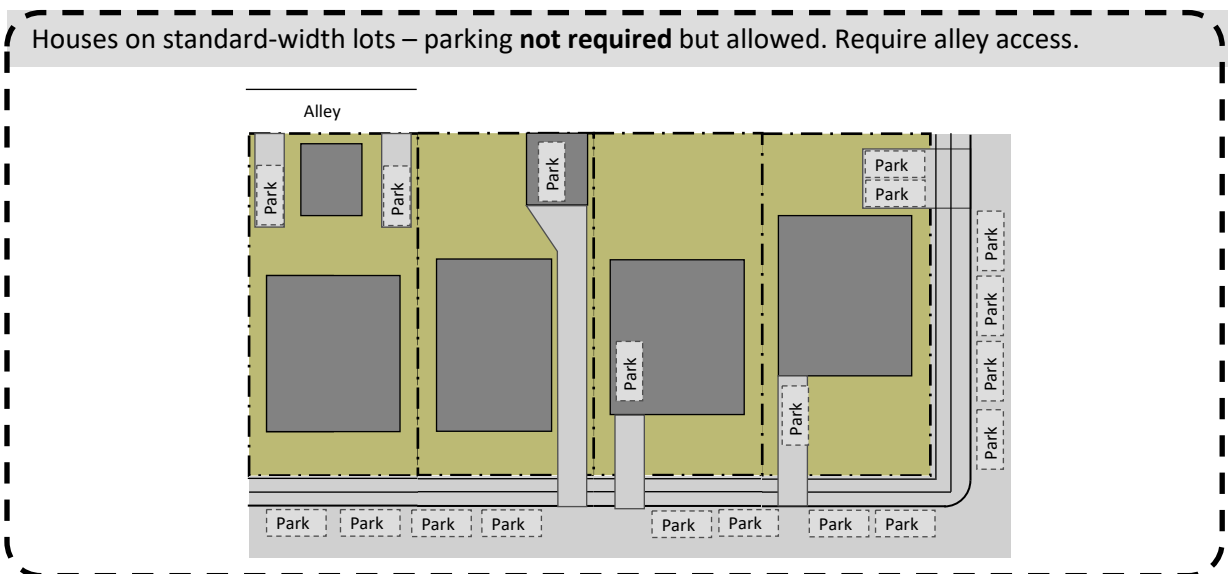 Houses on standard-width lots – parking not required but allowed. Require alley access.
Alley
Park
Park
Park
Park
Park
Park
Park
Park
Park
Park
Park
Park
Park Park Park Park Park Park Park Park